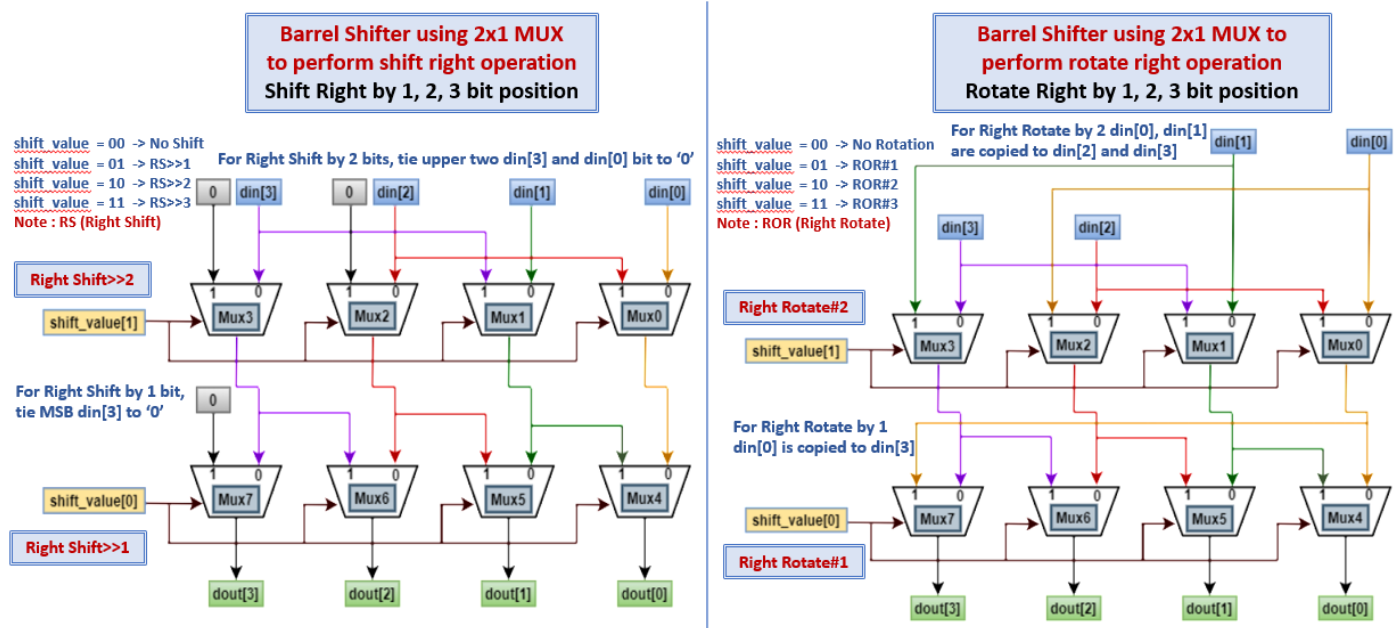 Barrel Shifter using 2x1 MUX
to perform shift right operation
Shift Right by 1, 2, 3 bit position
shift_value = 00 -> No Shift
shift_value = 01 -> RS>>1
shift_value = 10 -> RS>>2
shift_value = 11 -> RS>>3
Note : RS (Right Shift)
For Right Shift by 2 bits, tie upper two din[3] and din[0] bit to ‘0’
0 din[3] 0 din[2] din[1] din[0]
Right Shift>>2
1 0 1 0 1 0 1 0
Mux3 Mux2 Mux1 Mux0
shift_value[1]
For Right Shift by 1 bit,
tie MSB din[3] to ‘0’
0
1 0 1 0 1 0 1 0
Mux7 Mux6 Mux5 Mux4
shift_value[0]
Right Shift>>1
dout[3] dout[2] dout[1] dout[0]
Barrel Shifter using 2x1 MUX to
perform rotate right operation
Rotate Right by 1, 2, 3 bit position
shift_value = 00 -> No Rotation
shift_value = 01 -> ROR#1
shift_value = 10 -> ROR#2
shift_value = 11 -> ROR#3
Note : ROR (Right Rotate)
For Right Rotate by 2 din[0], din[1]
are copied to din[2] and din[3]
din[1] din[0]
din[3] din[2]
Right Rotate#2
1 0 1 0 1 0 1 0
Mux3 Mux2 Mux1 Mux0
shift_value[1]
For Right Rotate by 1
din[0] is copied to din[3]
1 0 1 0 1 0 1 0
Mux7 Mux6 Mux5 Mux4
shift_value[0]
Right Rotate#1
dout[3] dout[2] dout[1] dout[0]